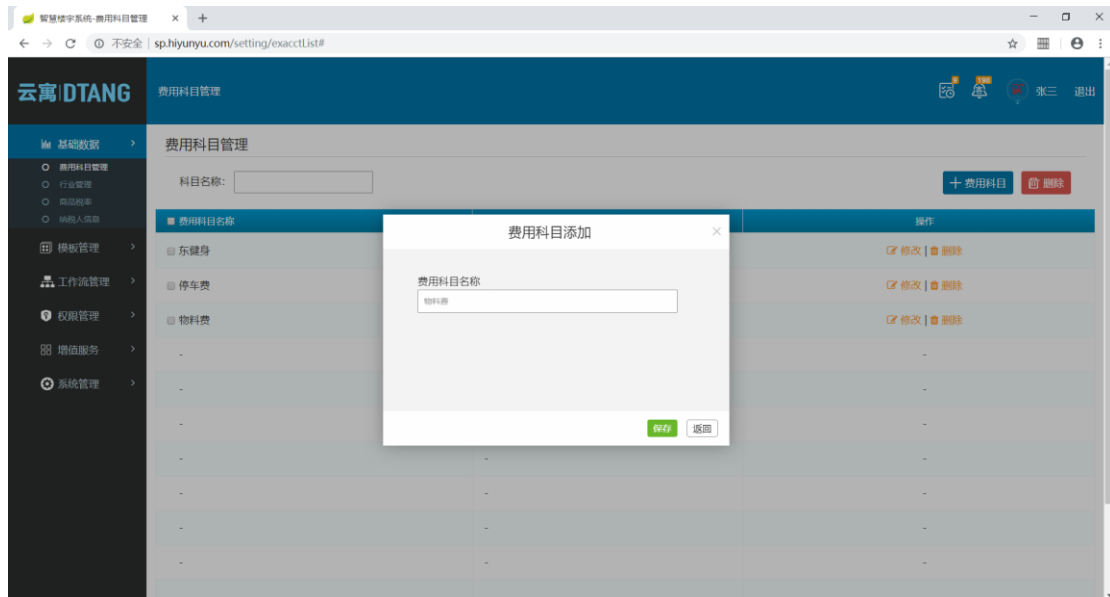 智慧楼宇系统-费用科目管理
不安全 | sp.hiyunyu.com/setting/exacctList#
云寓|DTANG
费用科目管理
张三 退出
基础数据
费用科目管理
行业管理
商品税率
纳税人信息
模板管理
工作流管理
权限管理
增值服务
系统管理
费用科目管理
科目名称:
费用科目 删除
费用科目名称 操作
东健身 修改 | 删除
停车费 修改 | 删除
物料费 修改 | 删除
- -
-
- -
- - -
- - -
- - -
- - -
费用科目添加
费用科目名称
物料费
保存 返回